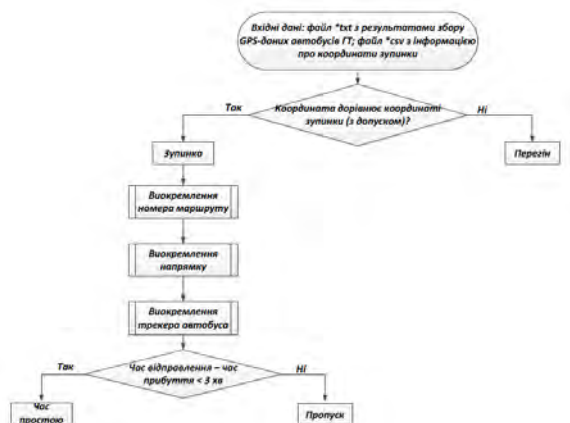 Вхідні дані: файл *txt з результатами збору
GPS-даних автобусів ГТ; файл *csv з інформацією
про координати зупинки
Так
Координата дорівнює координаті
зупинки (з допуском)?
Ні
Зупинка
Перегін
Виокремлення
номера маршруту
Виокремлення
напрямку
Виокремлення
трекера автобуса
Так
Час відправлення – час
прибуття < 3 хв
Ні
Час
простою
Пропуск